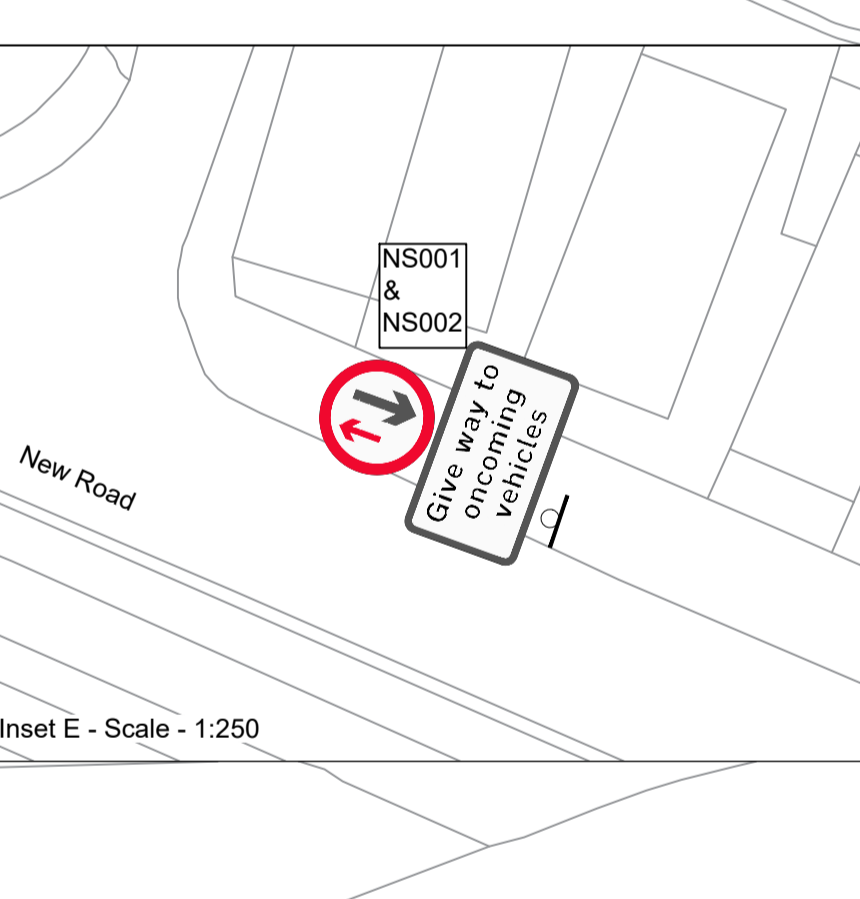 NS001
&
NS002
Give way to
oncoming
vehicles
New Road
Inset E - Scale - 1:250